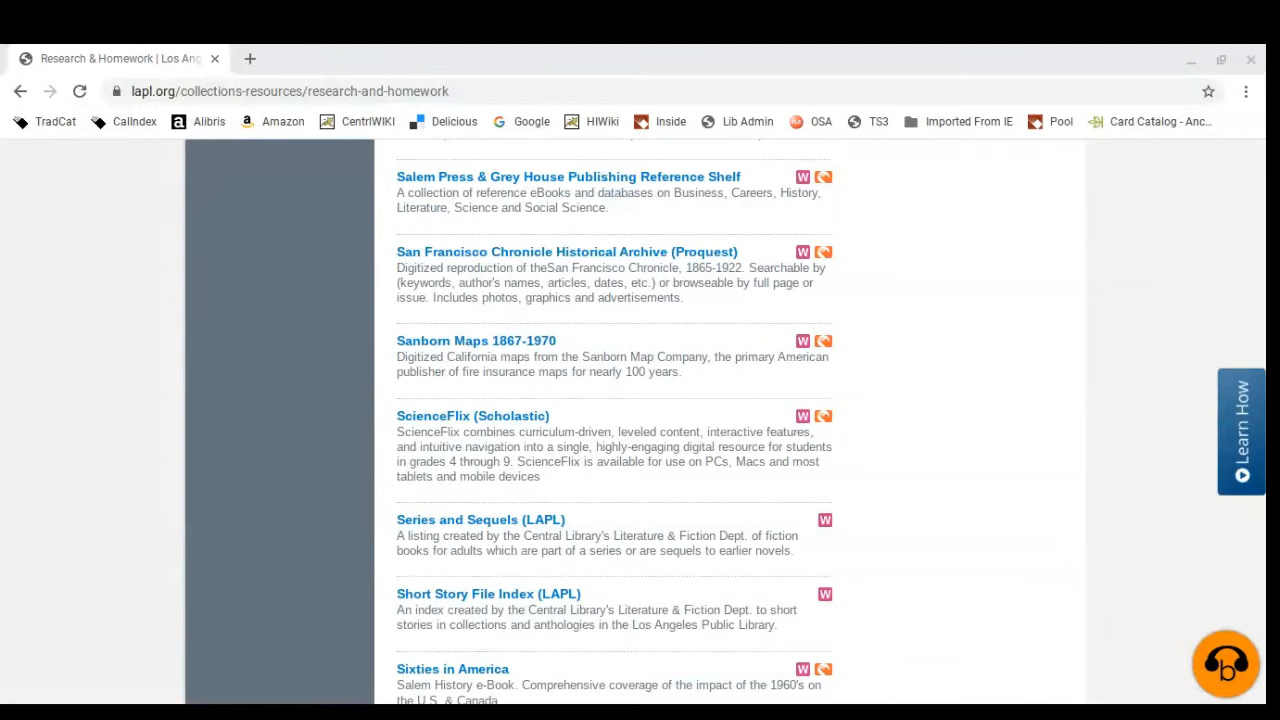 Research & Homework | Los Ang
lapl.org/collections-resources/research-and-homework
TradCat CalIndex Alibris Amazon CentrlWIKI Delicious Google HIWiki Inside Lib Admin OSA TS3 Imported From IE Pool Card Catalog - Anc...
Salem Press & Grey House Publishing Reference Shelf W
A collection of reference eBooks and databases on Business, Careers, History,
Literature, Science and Social Science.
San Francisco Chronicle Historical Archive (Proquest) W
Digitized reproduction of theSan Francisco Chronicle, 1865-1922. Searchable by
(keywords, author's names, articles, dates, etc.) or browseable by full page or
issue. Includes photos, graphics and advertisements.
Sanborn Maps 1867-1970 W
Digitized California maps from the Sanborn Map Company, the primary American
publisher of fire insurance maps for nearly 100 years.
ScienceFlix (Scholastic) W
ScienceFlix combines curriculum-driven, leveled content, interactive features,
and intuitive navigation into a single, highly-engaging digital resource for students
in grades 4 through 9. ScienceFlix is available for use on PCs, Macs and most
tablets and mobile devices
Learn How
Series and Sequels (LAPL) W
A listing created by the Central Library's Literature & Fiction Dept. of fiction
books for adults which are part of a series or are sequels to earlier novels.
Short Story File Index (LAPL) W
An index created by the Central Library's Literature & Fiction Dept. to short
stories in collections and anthologies in the Los Angeles Public Library.
Sixties in America W
Salem History e-Book. Comprehensive coverage of the impact of the 1960's on
the U.S. & Canada
b